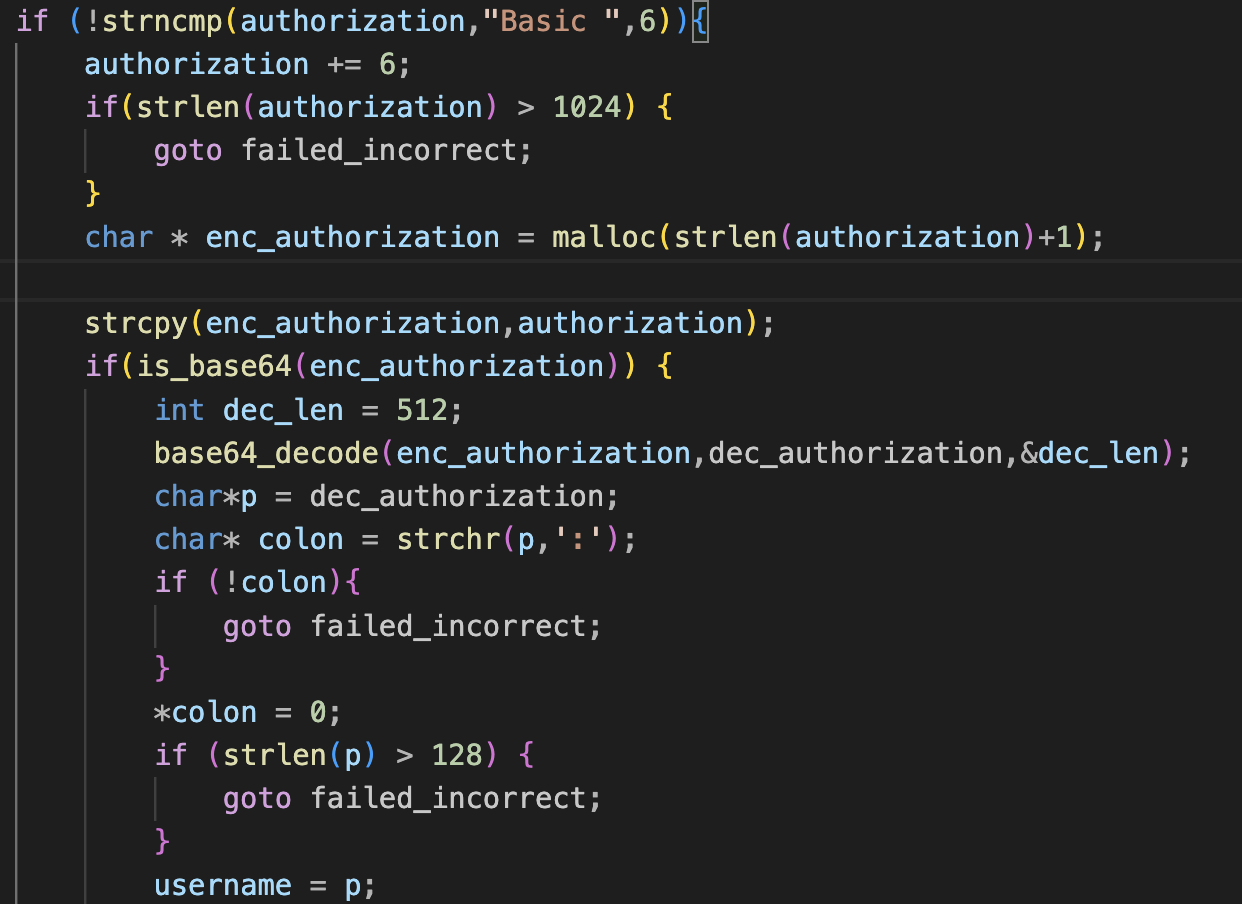 if (!strncmp(authorization,"Basic ",6)){
authorization += 6;
if(strlen(authorization) > 1024) {
goto failed_incorrect;
}
char * enc_authorization = malloc(strlen(authorization)+1);
strcpy(enc_authorization,authorization);
if(is_base64(enc_authorization)) {
int dec_len = 512;
base64_decode(enc_authorization,dec_authorization,&dec_len);
char*p = dec_authorization;
char* colon = strchr(p,':');
if (!colon){
goto failed_incorrect;
}
*colon = 0;
if (strlen(p) > 128) {
goto failed_incorrect;
}
username = p;